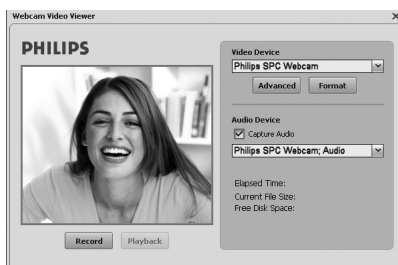 Webcam Video Viewer
PHILIPS
Video Device
Philips SPC Webcam
Advanced Format
Audio Device
Capture Audio
Philips SPC Webcam; Audio
Elapsed Time:
Current File Size:
Free Disk Space:
Record Playback